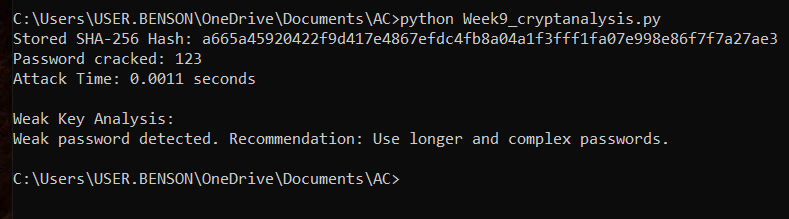 C:\Users\USER.BENSON\OneDrive\Documents\AC>python Week9_cryptanalysis.py
Stored SHA-256 Hash: a665a45920422f9d417e4867efdc4fb8a04a1f3fff1fa07e998e86f7f7a27ae3
Password cracked: 123
Attack Time: 0.0011 seconds
Weak Key Analysis:
Weak password detected. Recommendation: Use longer and complex passwords.
C:\Users\USER.BENSON\OneDrive\Documents\AC>